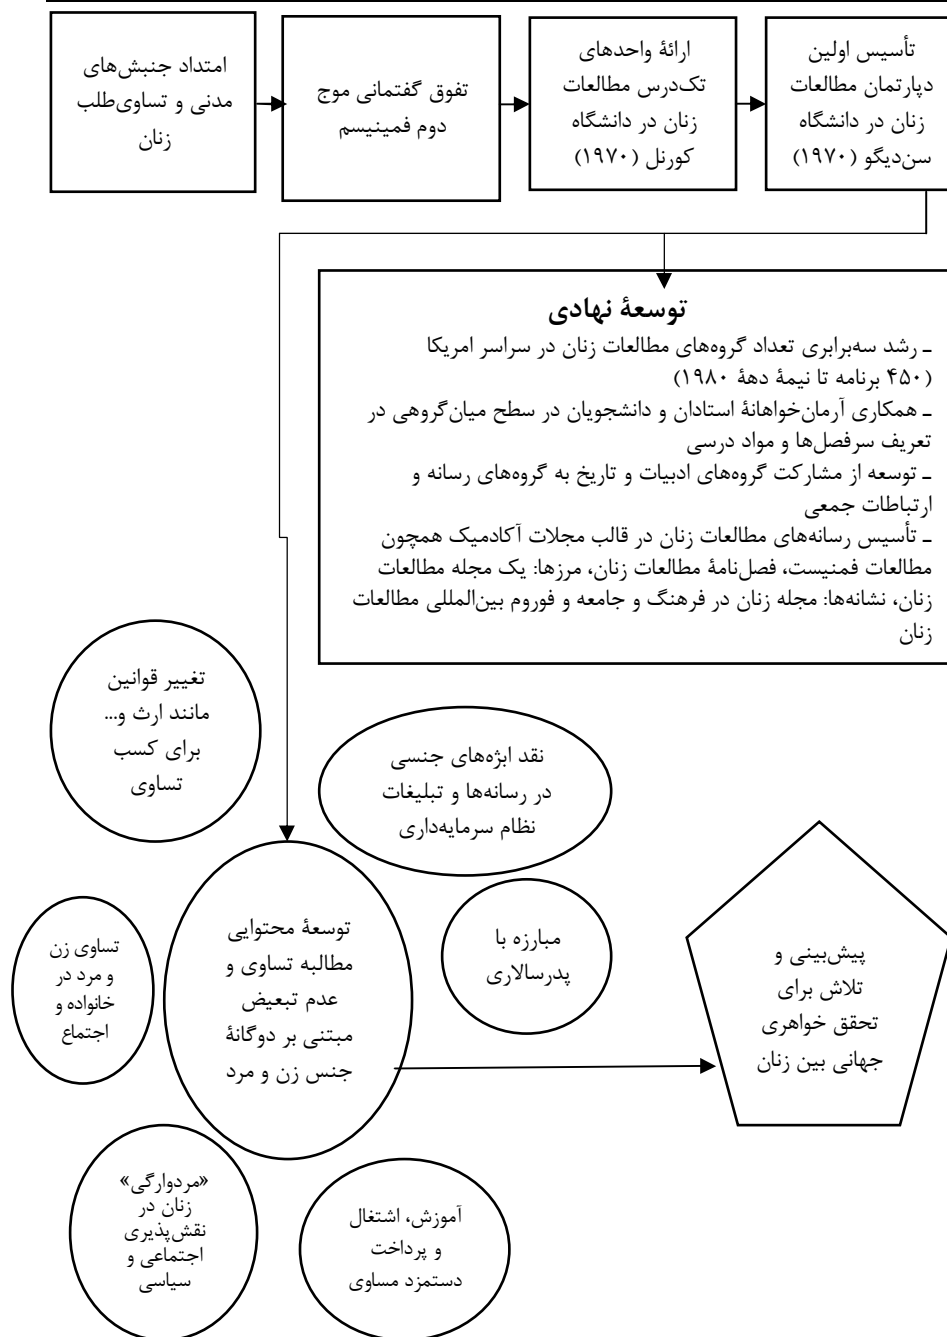 امتداد جنبش‌های
مدنی و تساوی‌طلب
زنان
تفوق گفتمانی موج
دوم فمینیسم
ارائهٔ واحدهای
تک‌درس مطالعات
زنان در دانشگاه
کورنل (۱۹۷۰)
تأسیس اولین
دپارتمان مطالعات
زنان در دانشگاه
سن‌دیگو (۱۹۷۰)
توسعهٔ نهادی
ـ رشد سه‌برابری تعداد گروه‌های مطالعات زنان در سراسر امریکا
(۴۵۰ برنامه تا نیمهٔ دههٔ ۱۹۸۰)
ـ همکاری آرمان‌خواهانهٔ استادان و دانشجویان در سطح میان‌گروهی در
تعریف سرفصل‌ها و مواد درسی
ـ توسعه از مشارکت گروه‌های ادبیات و تاریخ به گروه‌های رسانه و
ارتباطات جمعی
ـ تأسیس رسانه‌های مطالعات زنان در قالب مجلات آکادمیک همچون
مطالعات فمنیست، فصل‌نامهٔ مطالعات زنان، مرزها: یک مجله مطالعات
زنان، نشانه‌ها: مجله زنان در فرهنگ و جامعه و فوروم بین‌المللی مطالعات
زنان
تغییر قوانین
مانند ارث و...
برای کسب
تساوی
نقد ابژه‌های جنسی
در رسانه‌ها و تبلیغات
نظام سرمایه‌داری
مبارزه با
پدرسالاری
توسعهٔ محتوایی
مطالبه تساوی و
عدم تبعیض
مبتنی بر دوگانهٔ
جنس زن و مرد
تساوی زن
و مرد در
خانواده و
اجتماع
پیش‌بینی و
تلاش برای
تحقق خواهری
جهانی بین زنان
«مردوارگی»
زنان در
نقش‌پذیری
اجتماعی و
سیاسی
آموزش، اشتغال
و پرداخت
دستمزد مساوی